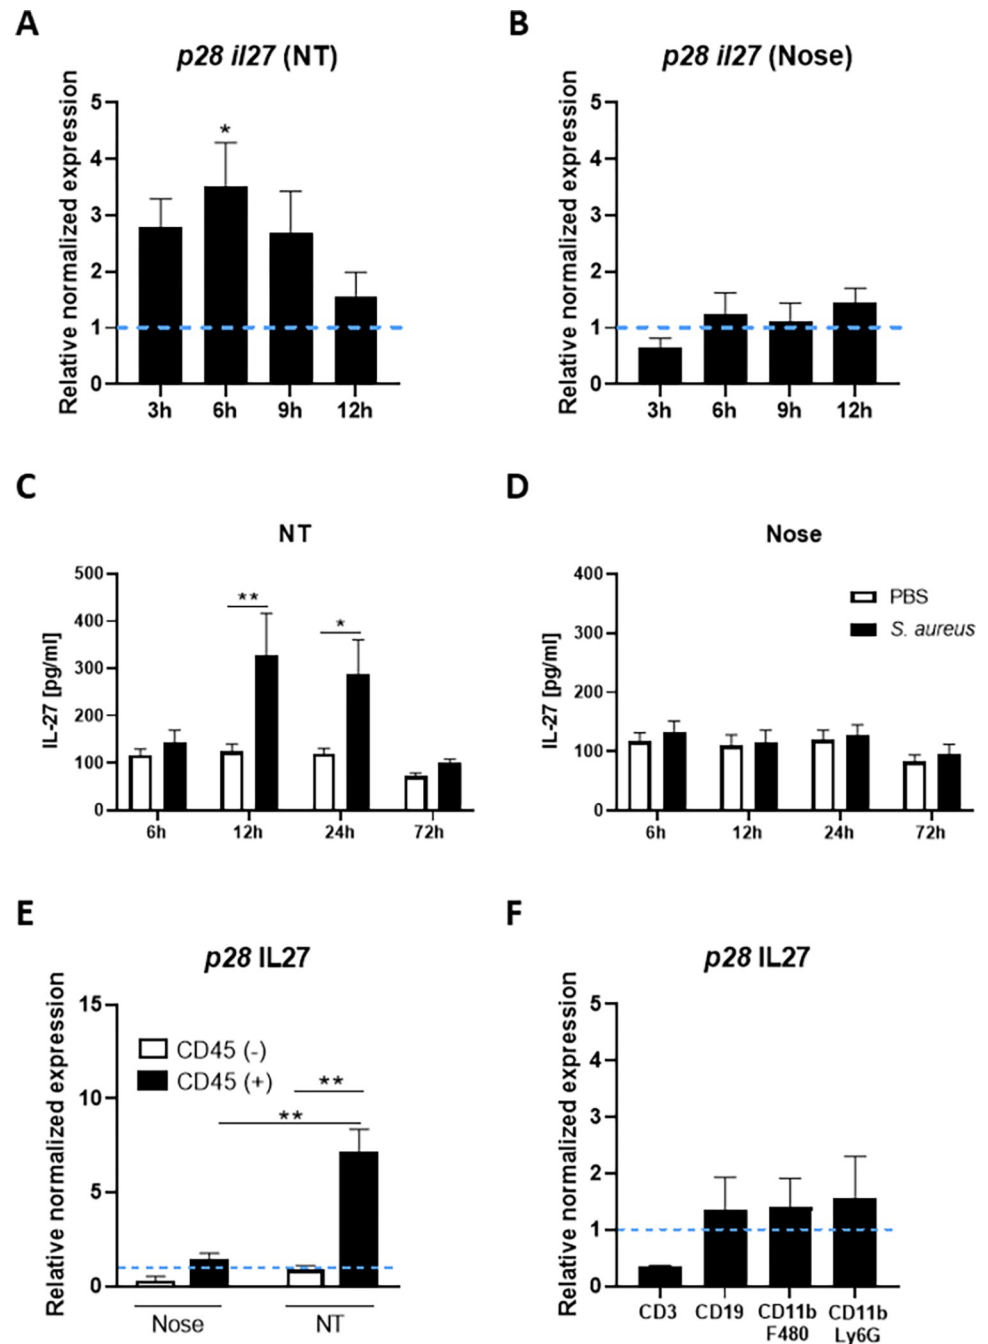 A
p28 il27 (NT)
Relative normalized expression
5
4
3
2
1
0
*
3h 6h 9h 12h
B
p28 il27 (Nose)
Relative normalized expression
5
4
3
2
1
0
3h 6h 9h 12h
C
NT
IL-27 [pg/ml]
500
400
300
200
100
0
**
*
6h 12h 24h 72h
D
Nose
IL-27 [pg/ml]
400
300
200
100
0
PBS
S. aureus
6h 12h 24h 72h
E
p28 IL27
Relative normalized expression
15
10
5
0
CD45 (-)
CD45 (+)
**
**
Nose NT
F
p28 IL27
Relative normalized expression
5
4
3
2
1
0
CD3 CD19 CD11b CD11b
F480 Ly6G